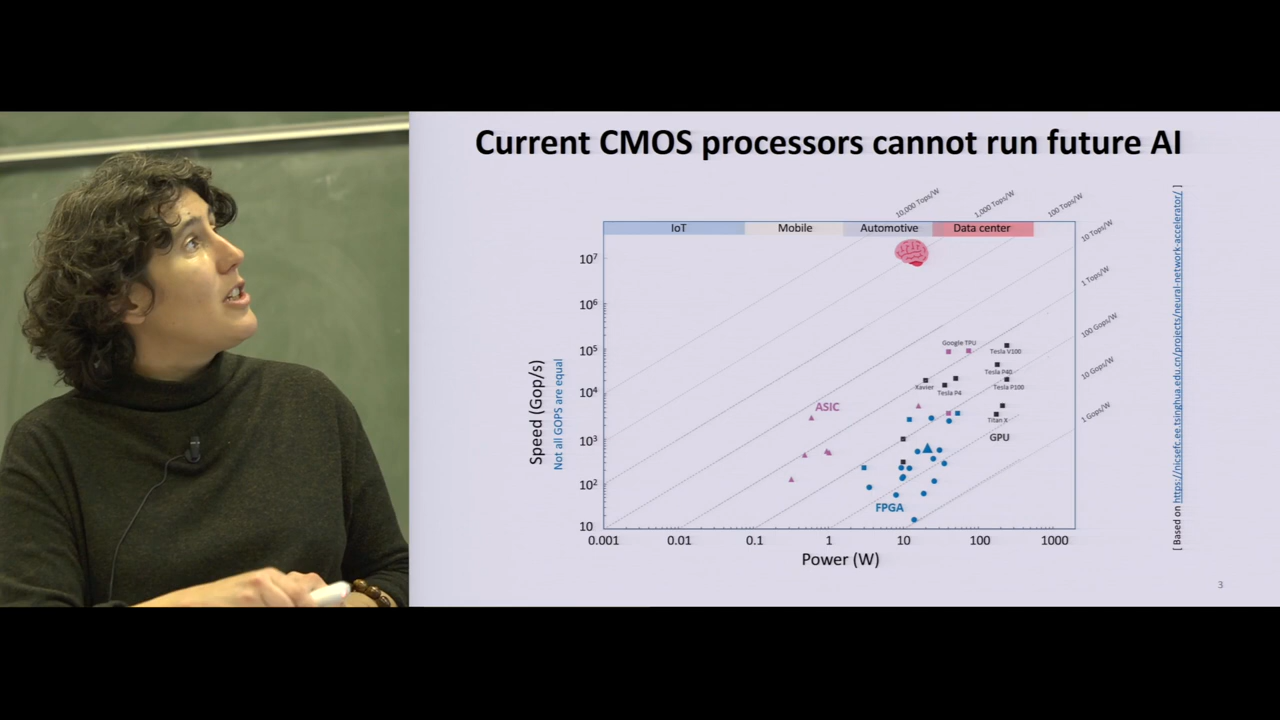 Current CMOS processors cannot run future AI
10,000 Tops/W
1,000 Tops/W
100 Tops/W
10 Tops/W
1 Tops/W
100 Gops/W
10 Gops/W
1 Gops/W
IoT
Mobile
Automotive
Data center
10⁷
10⁶
10⁵
10⁴
10³
10²
10
Speed (Gop/s)
Not all GOPS are equal
Google TPU
Tesla V100
Tesla P40
Xavier
Tesla P4
Tesla P100
ASIC
Titan X
GPU
FPGA
0.001
0.01
0.1
1
10
100
1000
Power (W)
[ Based on https://nicsefc.ee.tsinghua.edu.cn/projects/neural-network-accelerator/ ]
3